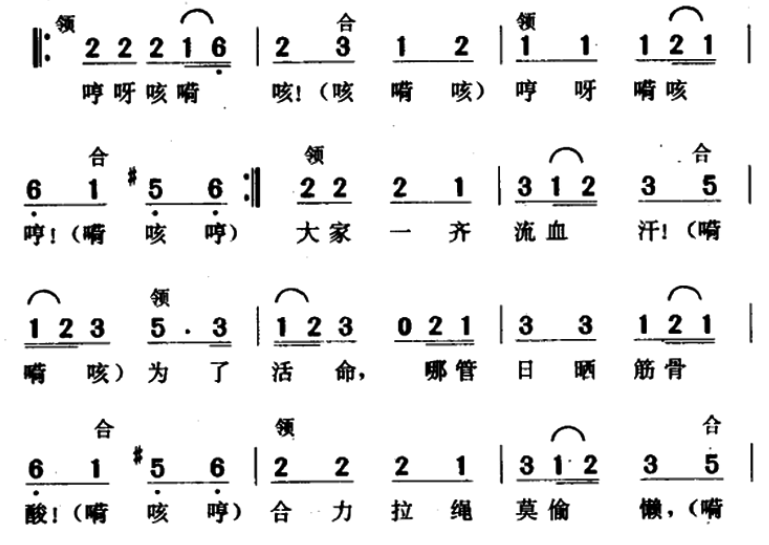 领 合 领
2 2 2 1 6 | 2 3 1 2 | 1 1 1 2 1 |
哼呀咳嗬 咳!(咳 嗬 咳) 哼 呀 嗬咳
合 领 合
6 1 #5 6 :|| 2 2 2 1 | 3 1 2 3 5 |
哼!(嗬 咳 哼) 大家 一 齐 流血 汗!(嗬
领
1 2 3 5 . 3 | 1 2 3 0 2 1 | 3 3 1 2 1 |
嗬 咳) 为 了 活 命, 哪管 日 晒 筋骨
合 领 合
6 1 #5 6 | 2 2 2 1 | 3 1 2 3 5 |
酸!(嗬 咳 哼) 合 力 拉 绳 莫偷 懒,(嗬